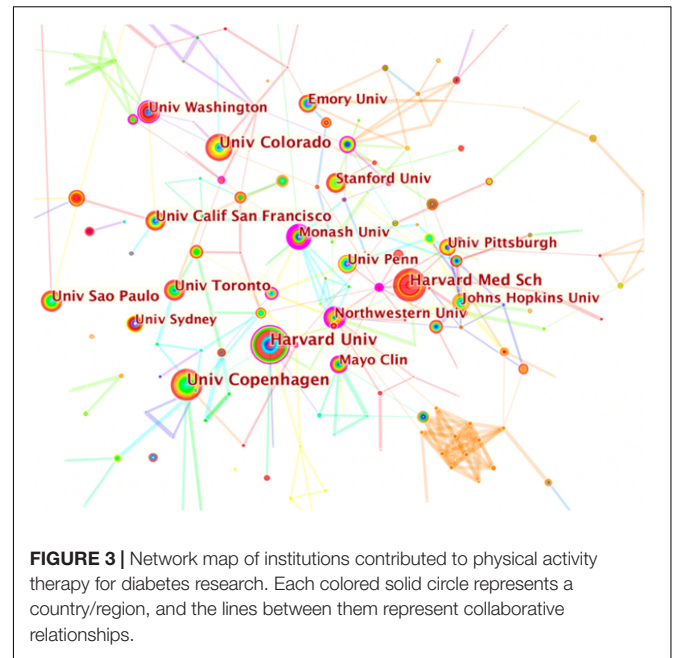 Univ Washington
Emory Univ
Univ Colorado
Stanford Univ
Univ Calif San Francisco
Monash Univ
Univ Pittsburgh
Univ Penn
Harvard Med Sch
Univ Toronto
Univ Sao Paulo
Johns Hopkins Univ
Univ Sydney
Northwestern Univ
Harvard Univ
Mayo Clin
Univ Copenhagen
FIGURE 3 | Network map of institutions contributed to physical activity
therapy for diabetes research. Each colored solid circle represents a
country/region, and the lines between them represent collaborative
relationships.